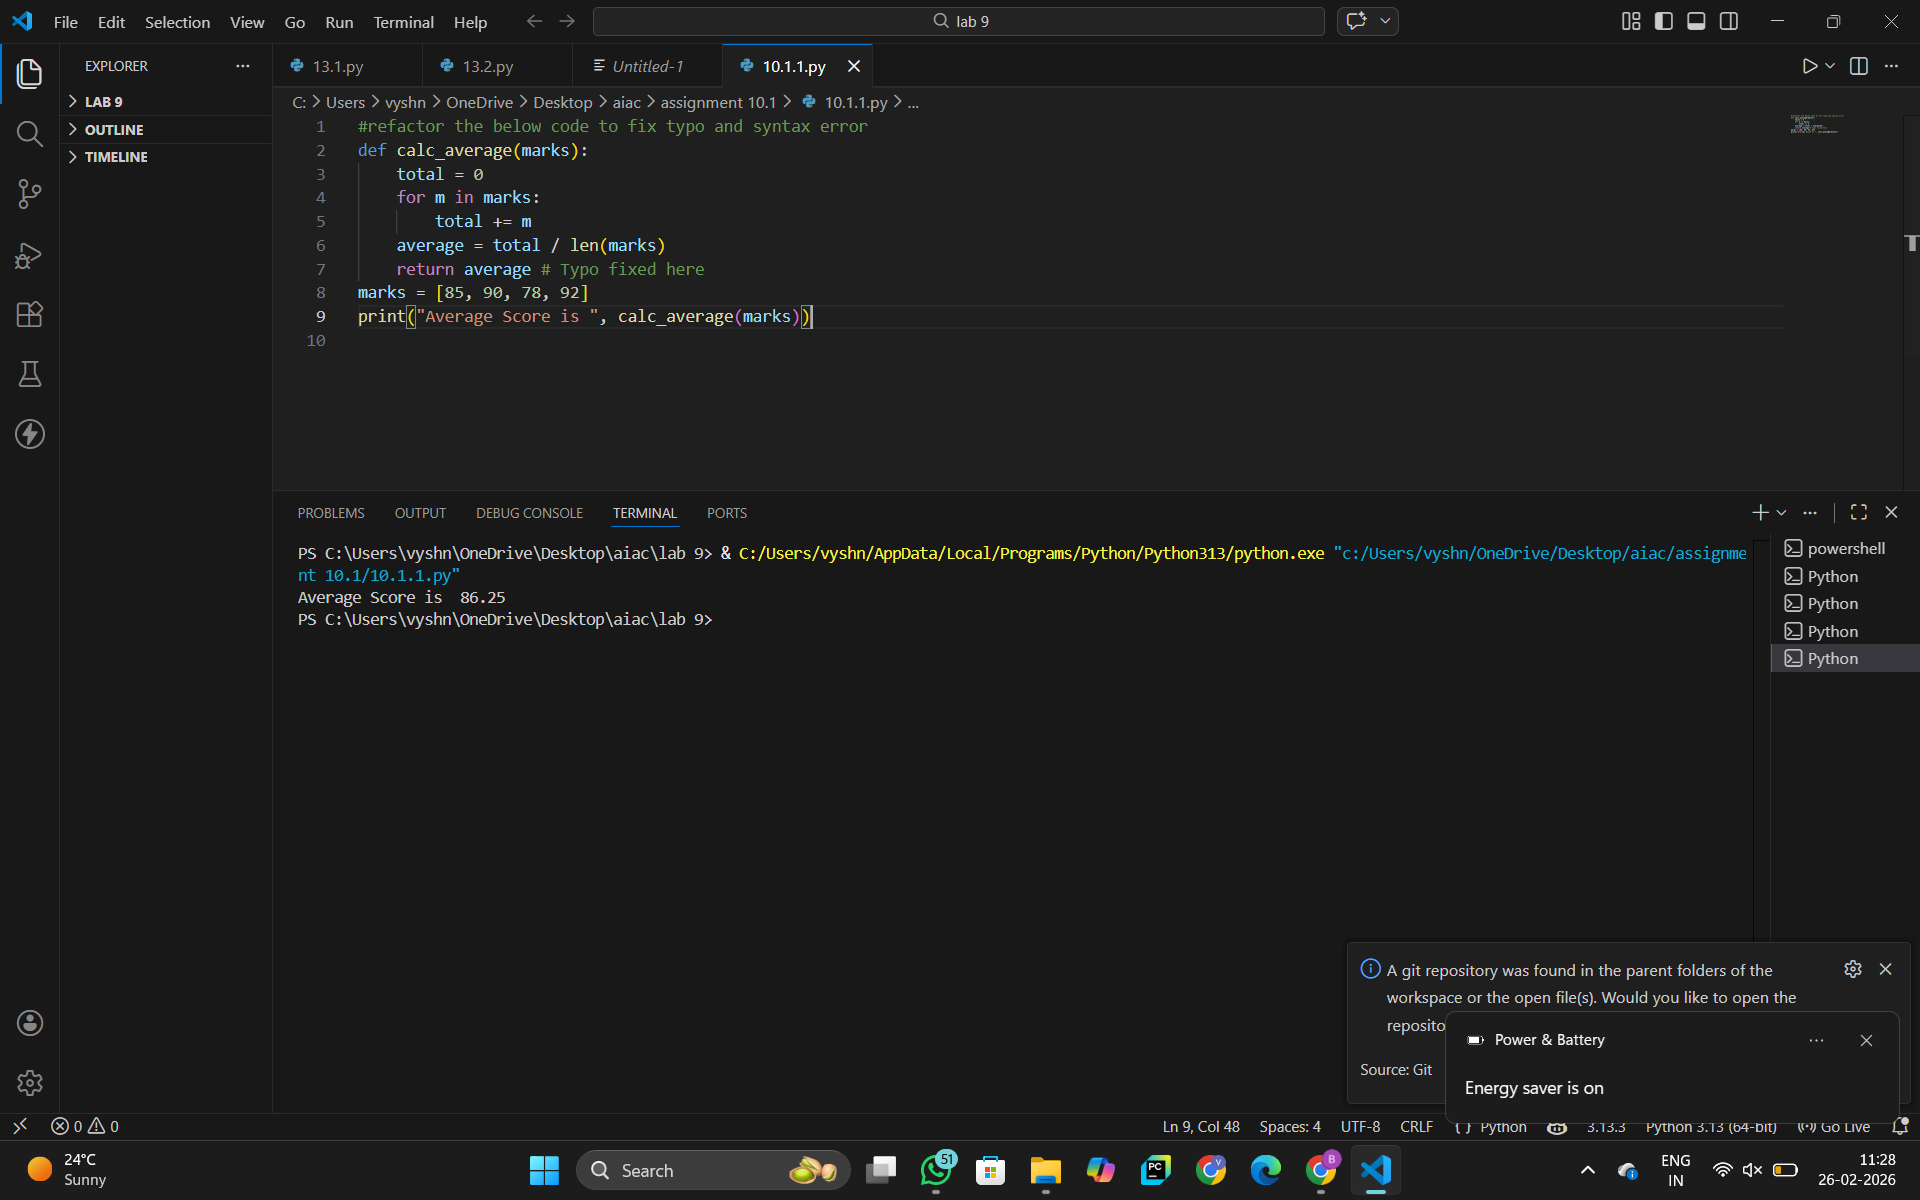 File Edit Selection View Go Run Terminal Help
lab 9
EXPLORER
LAB 9
OUTLINE
TIMELINE
13.1.py 13.2.py Untitled-1 10.1.1.py
C: > Users > vyshn > OneDrive > Desktop > aiac > assignment 10.1 > 10.1.1.py > ...
1 #refactor the below code to fix typo and syntax error
2 def calc_average(marks):
3 total = 0
4 for m in marks:
5 total += m
6 average = total / len(marks)
7 return average # Typo fixed here
8 marks = [85, 90, 78, 92]
9 print("Average Score is ", calc_average(marks))
10
PROBLEMS OUTPUT DEBUG CONSOLE TERMINAL PORTS
PS C:\Users\vyshn\OneDrive\Desktop\aiac\lab 9> & C:/Users/vyshn/AppData/Local/Programs/Python/Python313/python.exe "c:/Users/vyshn/OneDrive/Desktop/aiac/assignme
nt 10.1/10.1.1.py"
Average Score is  86.25
PS C:\Users\vyshn\OneDrive\Desktop\aiac\lab 9>
powershell
Python
Python
Python
Python
A git repository was found in the parent folders of the
workspace or the open file(s). Would you like to open the
reposito
Source: Git
Power & Battery
Energy saver is on
0 0
Ln 9, Col 48 Spaces: 4 UTF-8 CRLF {} Python 3.13.3 Python 3.13 (64-bit) Go Live
24°C
Sunny
Search
51
PC
V
B
ENG
IN
11:28
26-02-2026